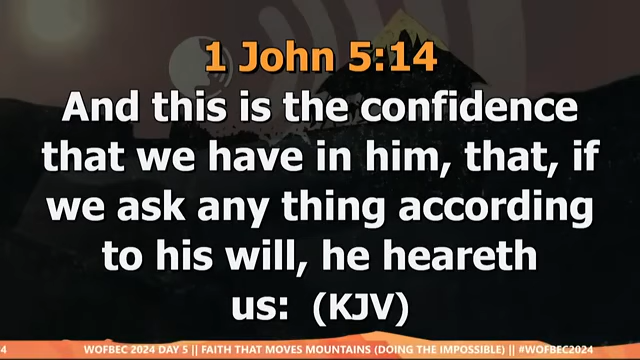 1 John 5:14
And this is the confidence
that we have in him, that, if
we ask any thing according
to his will, he heareth
us: (KJV)
4 WOFBEC 2024 DAY 5 || FAITH THAT MOVES MOUNTAINS (DOING THE IMPOSSIBLE) || #WOFBEC2024